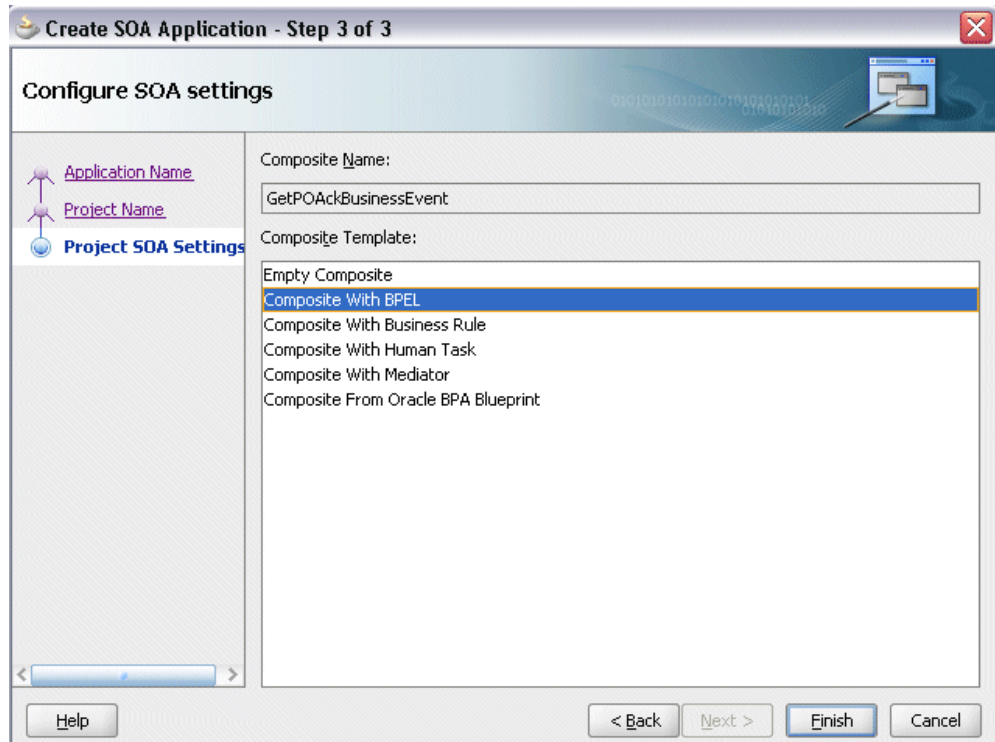 Create SOA Application - Step 3 of 3
Configure SOA settings
Application Name
Project Name
Project SOA Settings
Composite Name:
GetPOAckBusinessEvent
Composite Template:
Empty Composite
Composite With BPEL
Composite With Business Rule
Composite With Human Task
Composite With Mediator
Composite From Oracle BPA Blueprint
Help
< Back
Next >
Finish
Cancel